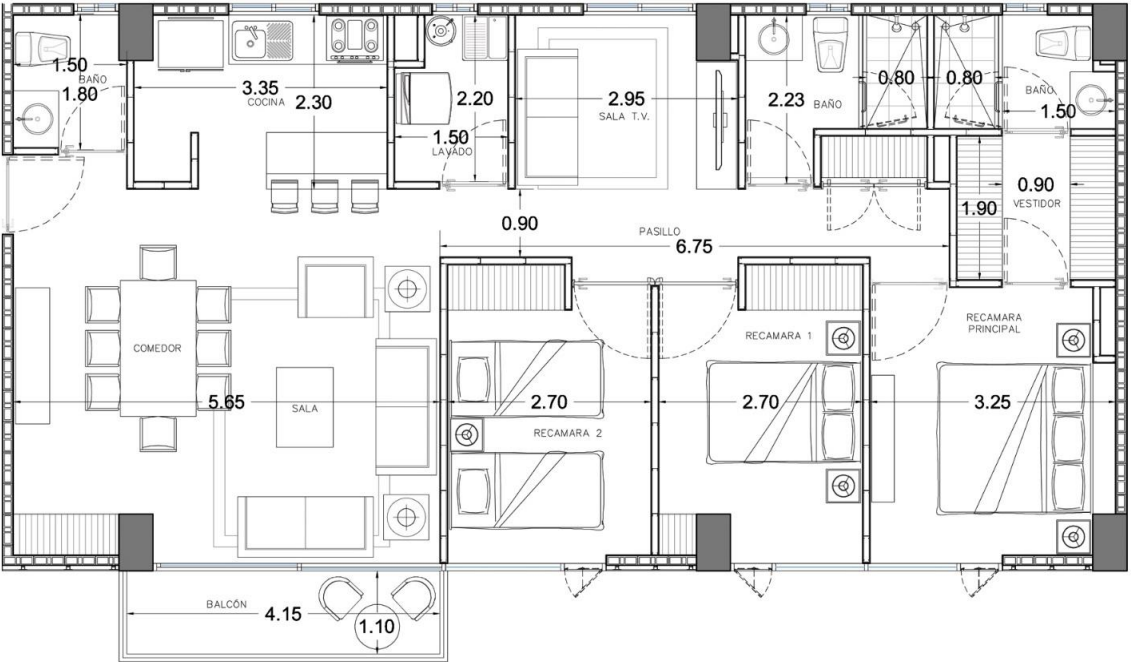 1.50
BAÑO
1.80
3.35
COCINA
2.30
2.20
1.50
LAVADO
2.95
SALA T.V.
2.23
BAÑO
0.80
0.80
BAÑO
1.50
0.90
VESTIDOR
1.90
0.90
PASILLO
6.75
COMEDOR
5.65
SALA
2.70
RECAMARA 2
RECAMARA 1
2.70
RECAMARA
PRINCIPAL
3.25
BALCÓN
4.15
1.10